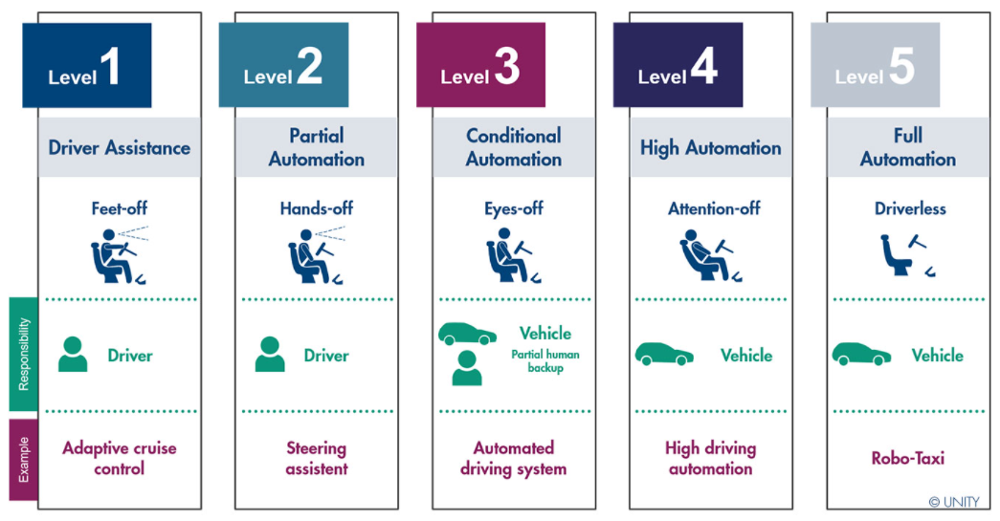 Level 1
Level 2
Level 3
Level 4
Level 5
Driver Assistance
Partial
Automation
Conditional
Automation
High Automation
Full
Automation
Feet-off
Hands-off
Eyes-off
Attention-off
Driverless
Responsibility
Driver
Driver
Vehicle
Partial human
backup
Vehicle
Vehicle
Example
Adaptive cruise
control
Steering
assistent
Automated
driving system
High driving
automation
Robo-Taxi
© UNITY